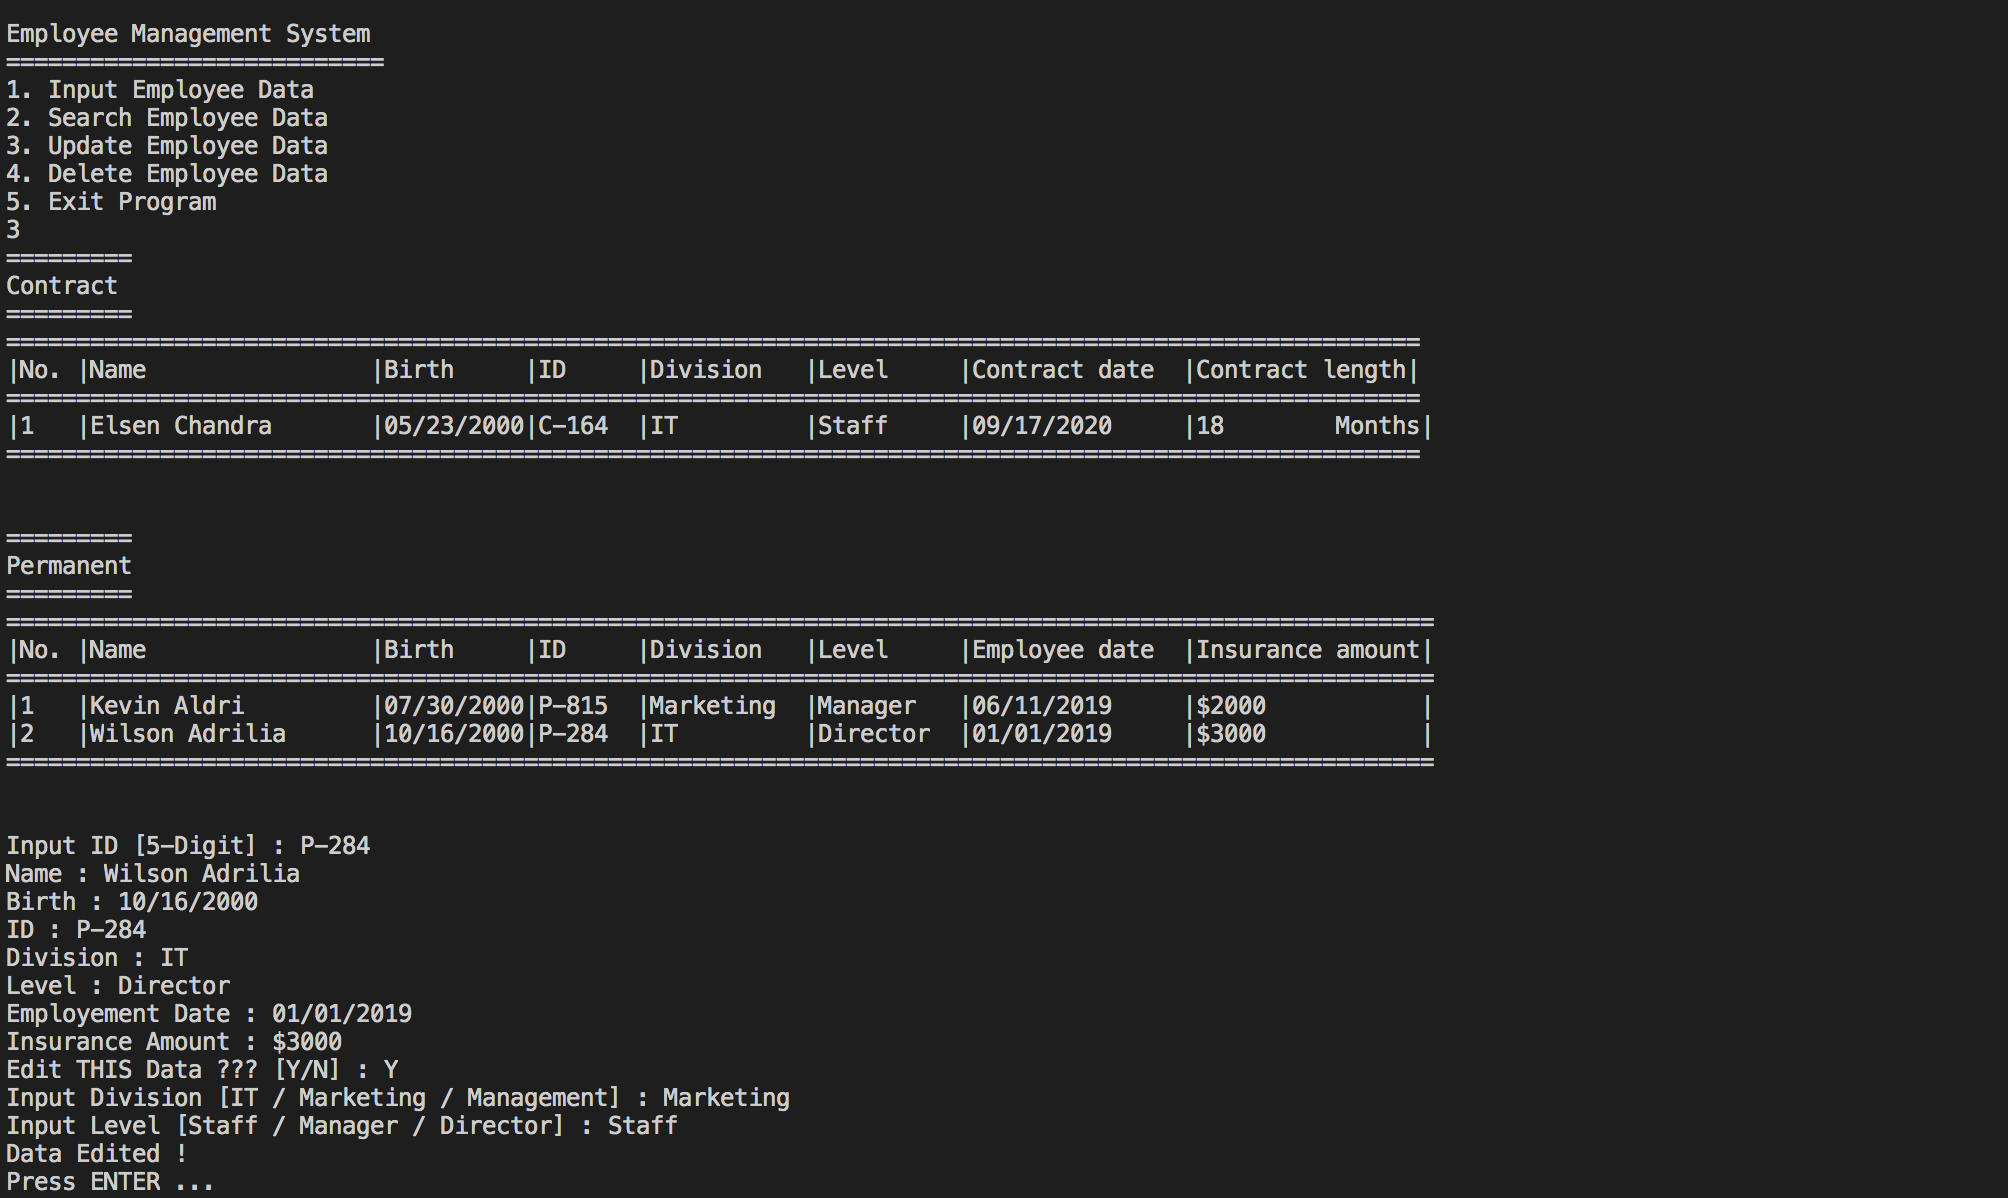 Employee Management System
===========================
1. Input Employee Data
2. Search Employee Data
3. Update Employee Data
4. Delete Employee Data
5. Exit Program
3
=========
Contract
=========
=====================================================================================================
|No. |Name                |Birth     |ID     |Division   |Level     |Contract date  |Contract length|
=====================================================================================================
|1   |Elsen Chandra       |05/23/2000|C-164  |IT         |Staff     |09/17/2020     |18        Months|
=====================================================================================================
=========
Permanent
=========
======================================================================================================
|No. |Name                |Birth     |ID     |Division   |Level     |Employee date  |Insurance amount|
======================================================================================================
|1   |Kevin Aldri         |07/30/2000|P-815  |Marketing  |Manager   |06/11/2019     |$2000           |
|2   |Wilson Adrilia      |10/16/2000|P-284  |IT         |Director  |01/01/2019     |$3000           |
======================================================================================================
Input ID [5-Digit] : P-284
Name : Wilson Adrilia
Birth : 10/16/2000
ID : P-284
Division : IT
Level : Director
Employement Date : 01/01/2019
Insurance Amount : $3000
Edit THIS Data ??? [Y/N] : Y
Input Division [IT / Marketing / Management] : Marketing
Input Level [Staff / Manager / Director] : Staff
Data Edited !
Press ENTER ...